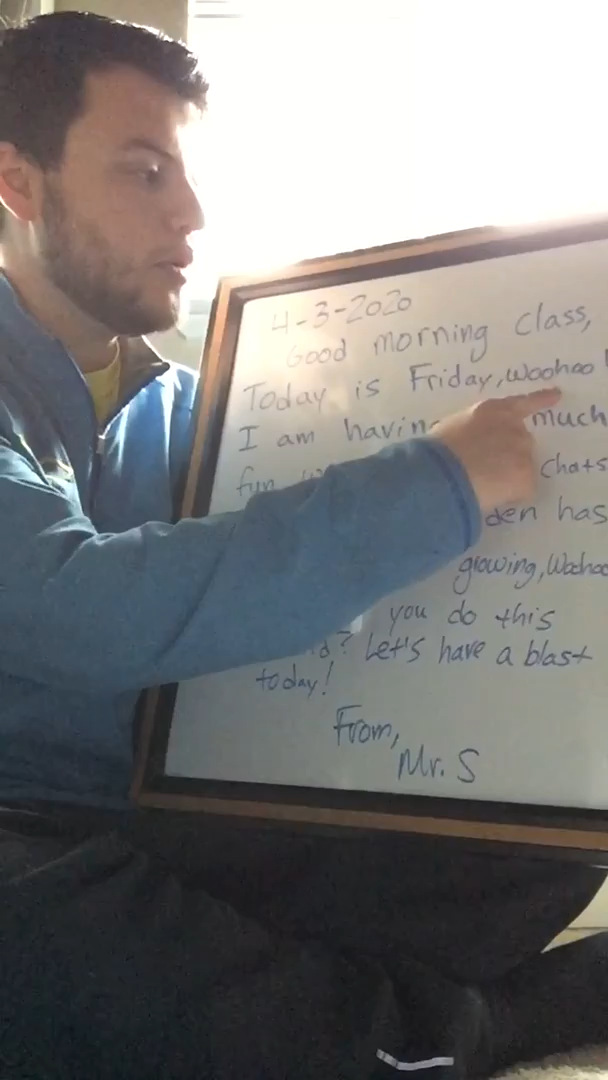 4-3-2020
Good morning class,
Today is Friday, Woohoo!
I am having much
fun chats
den has
growing, Woohoo
you do this
d? Let's have a blast
today!
From,
Mr. S